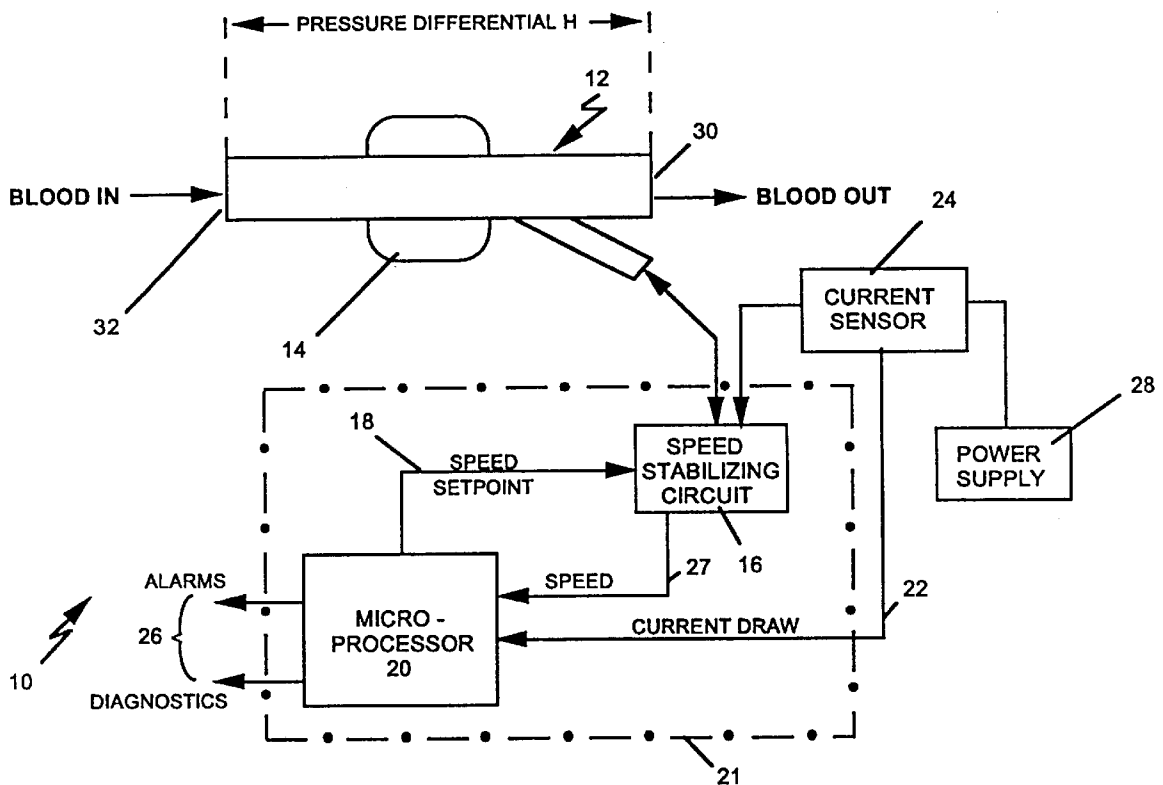 PRESSURE DIFFERENTIAL H
12
30
BLOOD IN
BLOOD OUT
24
32
14
CURRENT
SENSOR
28
18
SPEED
SETPOINT
SPEED
STABILIZING
CIRCUIT
POWER
SUPPLY
16
27
ALARMS
SPEED
22
26
MICRO -
PROCESSOR
20
CURRENT DRAW
10
DIAGNOSTICS
21